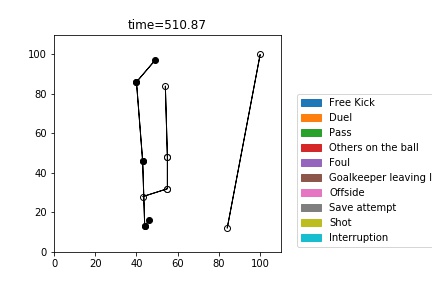 time=510.87
100
80
60
40
20
0
0 20 40 60 80 100
Free Kick
Duel
Pass
Others on the ball
Foul
Goalkeeper leaving l
Offside
Save attempt
Shot
Interruption